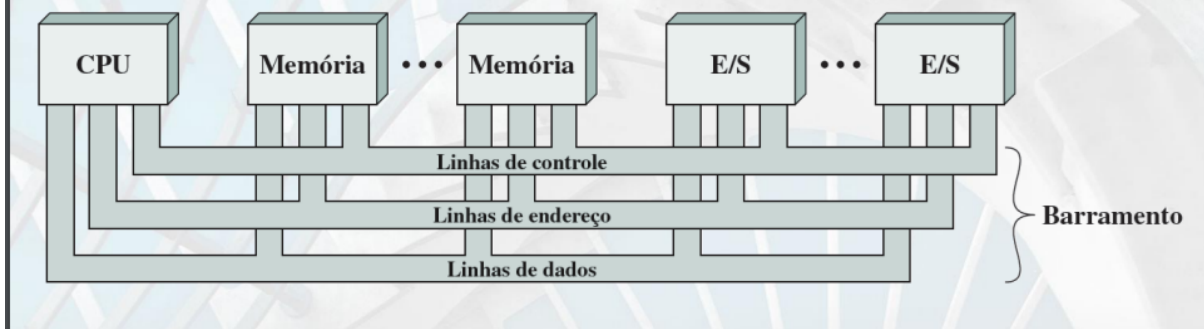 CPU
Memória
•••
Memória
E/S
•••
E/S
Linhas de controle
Linhas de endereço
Barramento
Linhas de dados